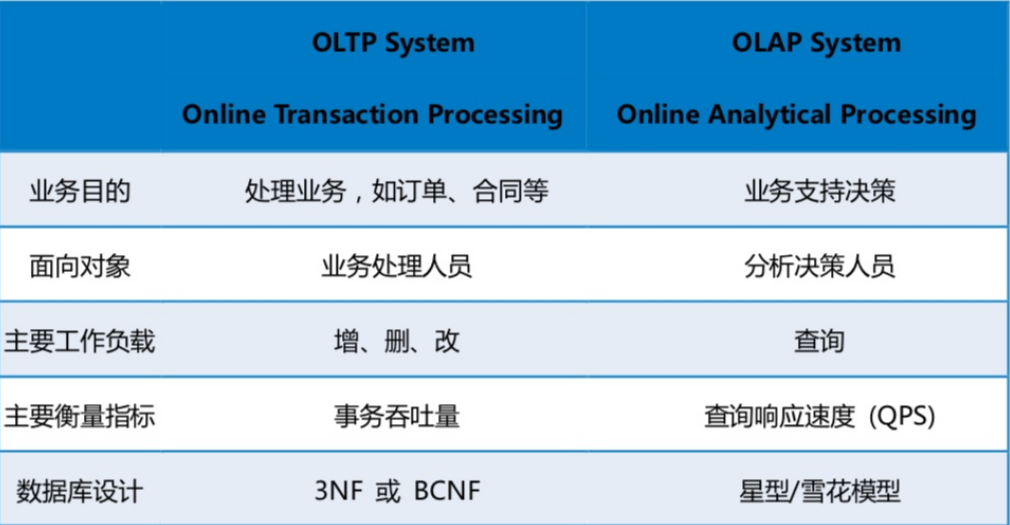 OLTP System
OLAP System
Online Transaction Processing
Online Analytical Processing
业务目的
处理业务，如订单、合同等
业务支持决策
面向对象
业务处理人员
分析决策人员
主要工作负载
增、删、改
查询
主要衡量指标
事务吞吐量
查询响应速度 (QPS)
数据库设计
3NF 或 BCNF
星型/雪花模型